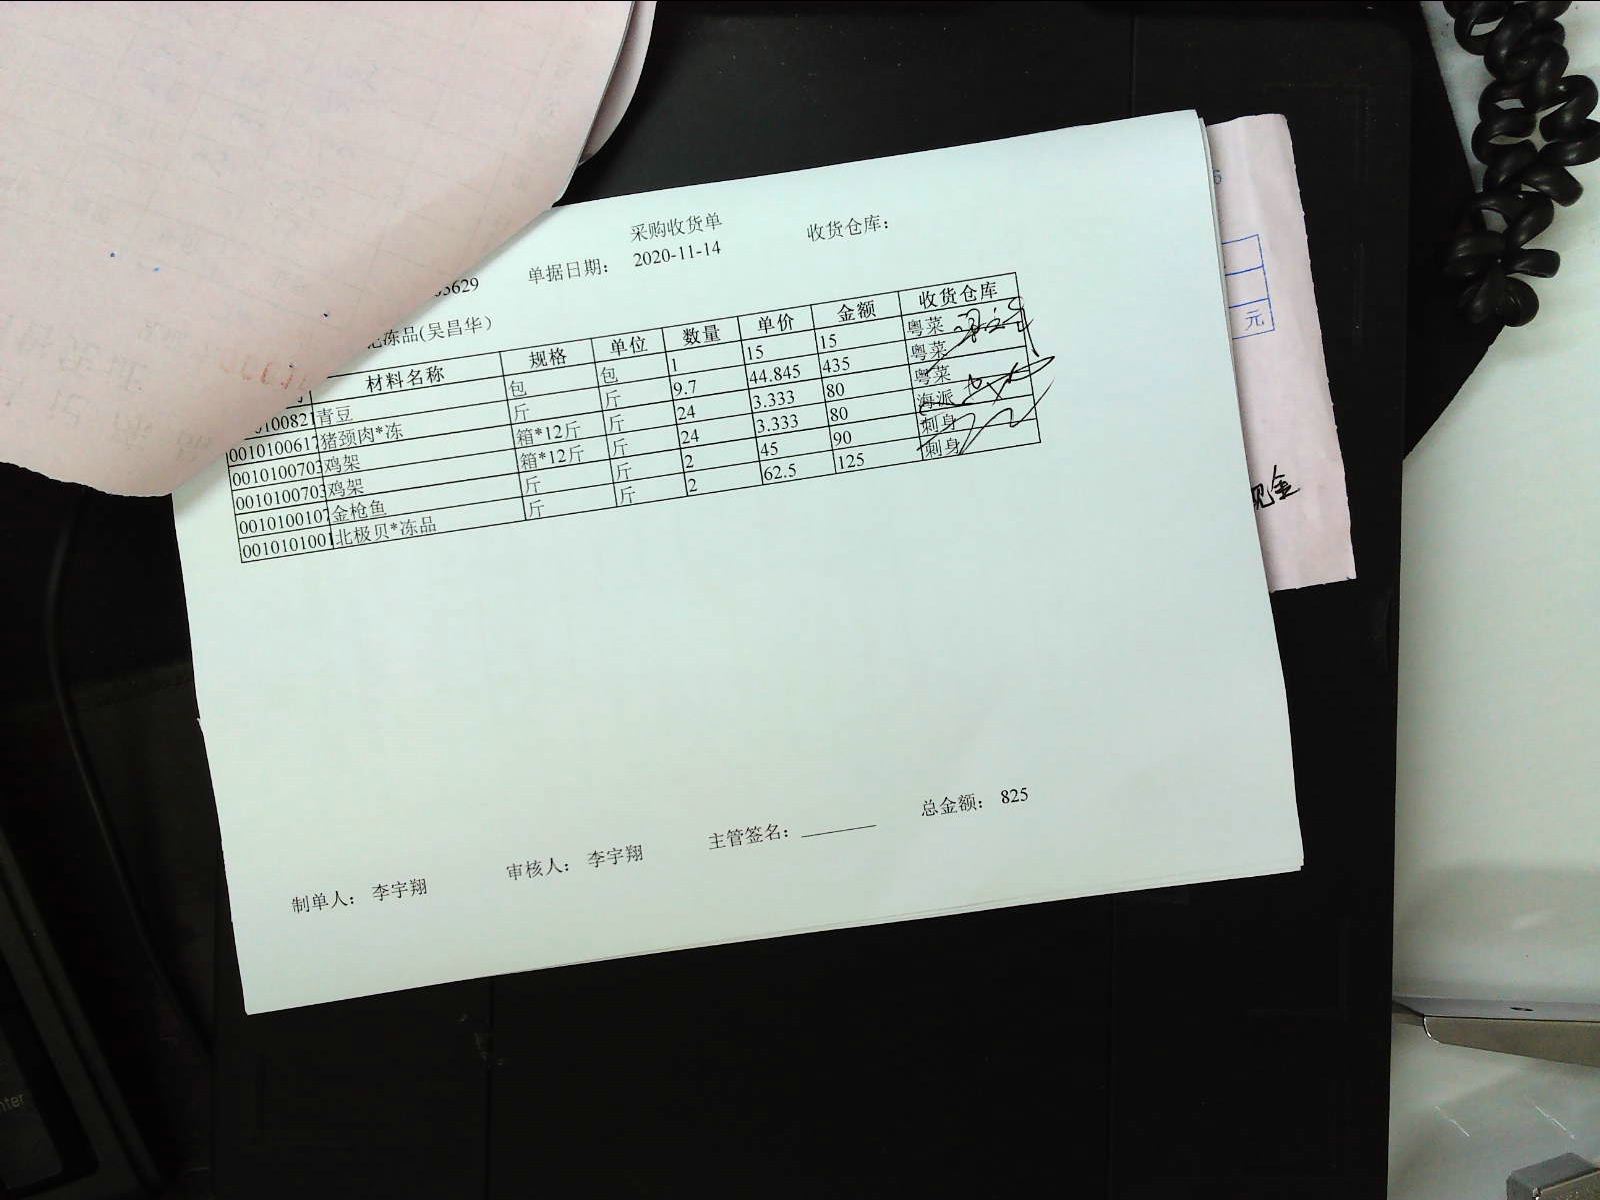 采购收货单
收货仓库：
单据日期： 2020-11-14
冻品(吴昌华）
材料名称 规格 单位 数量 单价 金额 收货仓库
青豆 包 包 1 15 15 粤菜
0010100617 猪颈肉*冻 斤 斤 9.7 44.845 435 粤菜
0010100703 鸡架 箱*12斤 斤 24 3.333 80 粤菜
0010100703 鸡架 箱*12斤 斤 24 3.333 80 海派
0010100107 金枪鱼 斤 斤 2 45 90 刺身
0010101001 北极贝*冻品 斤 斤 2 62.5 125 刺身
制单人： 李宇翔 审核人： 李宇翔 主管签名： 总金额： 825
元
现金